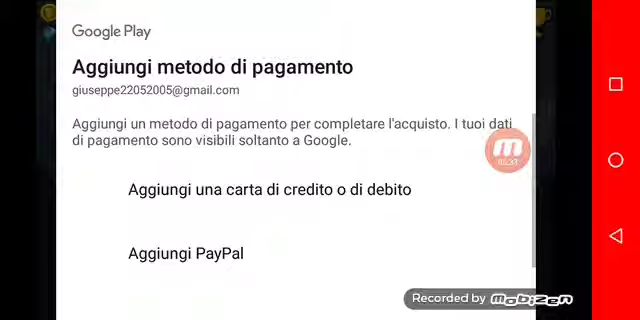 Google Play
Aggiungi metodo di pagamento
giuseppe22052005@gmail.com
Aggiungi un metodo di pagamento per completare l'acquisto. I tuoi dati
di pagamento sono visibili soltanto a Google.
Aggiungi una carta di credito o di debito
Aggiungi PayPal
Recorded by Mobizen